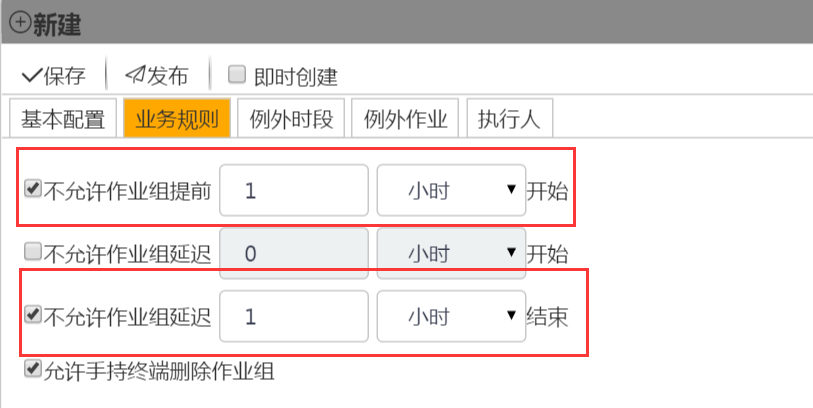 新建
保存 发布 即时创建
基本配置 业务规则 例外时段 例外作业 执行人
不允许作业组提前 1 小时 开始
不允许作业组延迟 0 小时 开始
不允许作业组延迟 1 小时 结束
允许手持终端删除作业组